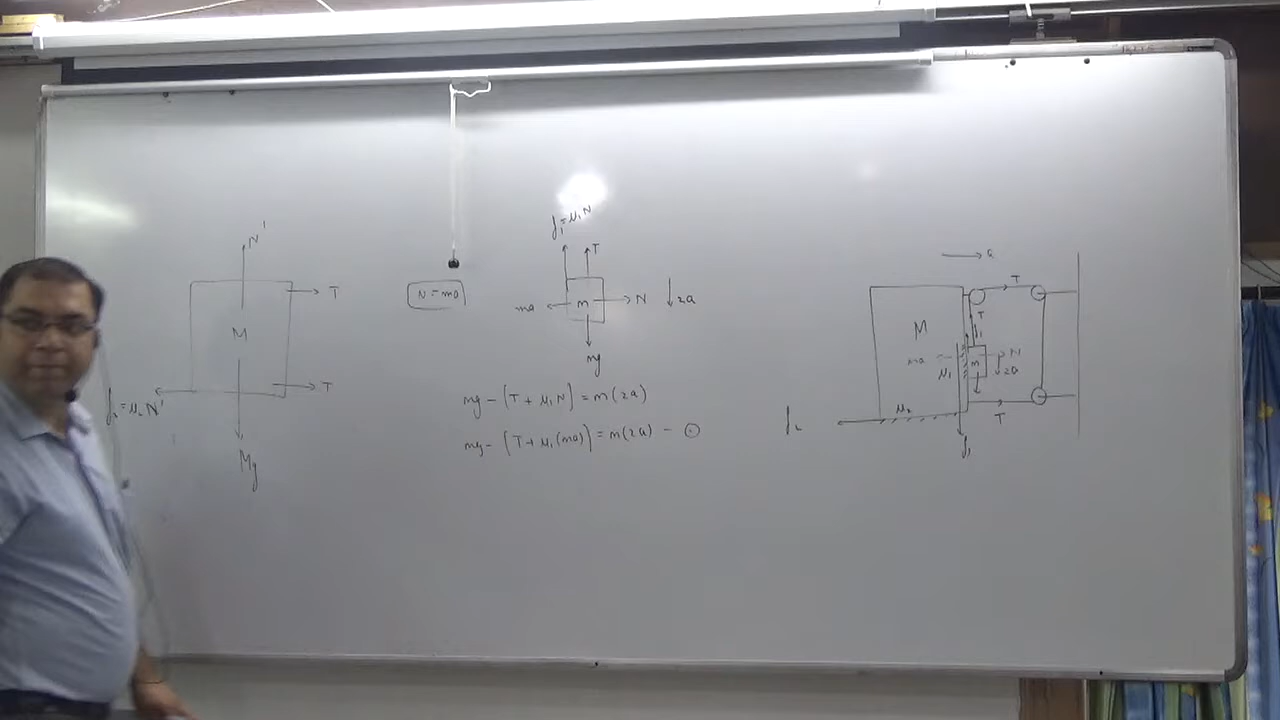 N'
T
M
T
f₂ = μ₂N'
Mg
N = ma
f₁ = μ₁N
T
ma
m
N
2a
mg
mg - [T + μ₁N] = m(2a)
mg - [T + μ₁(ma)] = m(2a) -
a
T
T
M
f₁
ma
μ₁
m
N
2a
μ₂
T
f₂
f₁